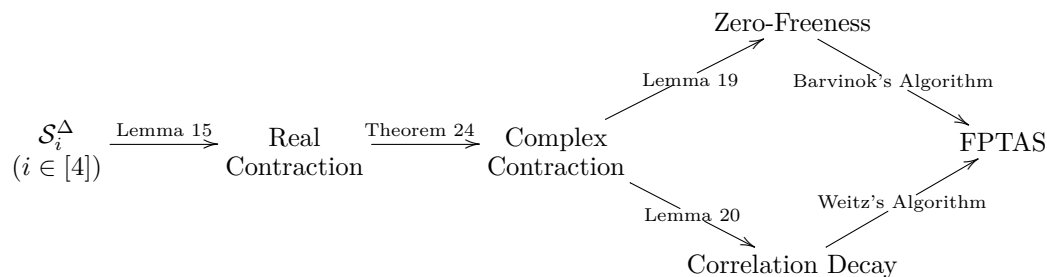 Zero-Freeness
Lemma 19
Barvinok's Algorithm
𝒮ᵢ^Δ
(i ∈ [4])
Lemma 15
Real
Contraction
Theorem 24
Complex
Contraction
FPTAS
Lemma 20
Weitz's Algorithm
Correlation Decay